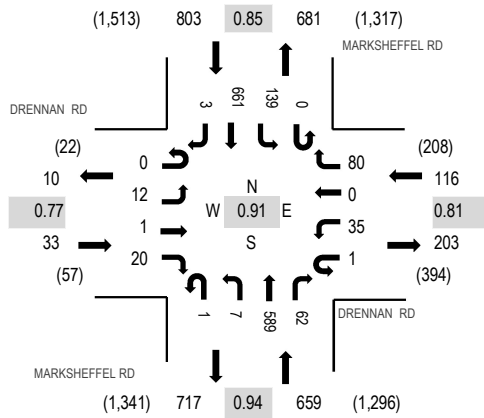 (1,513) 803 0.85 681 (1,317)
MARKSHEFFEL RD
3 661 139 0
DRENNAN RD
(22)
10
0.77
33
(57)
0
12
1
20
N
W 0.91 E
S
80
0
35
1
(208)
116
0.81
203
(394)
1 7 589 62
DRENNAN RD
MARKSHEFFEL RD
(1,341) 717 0.94 659 (1,296)